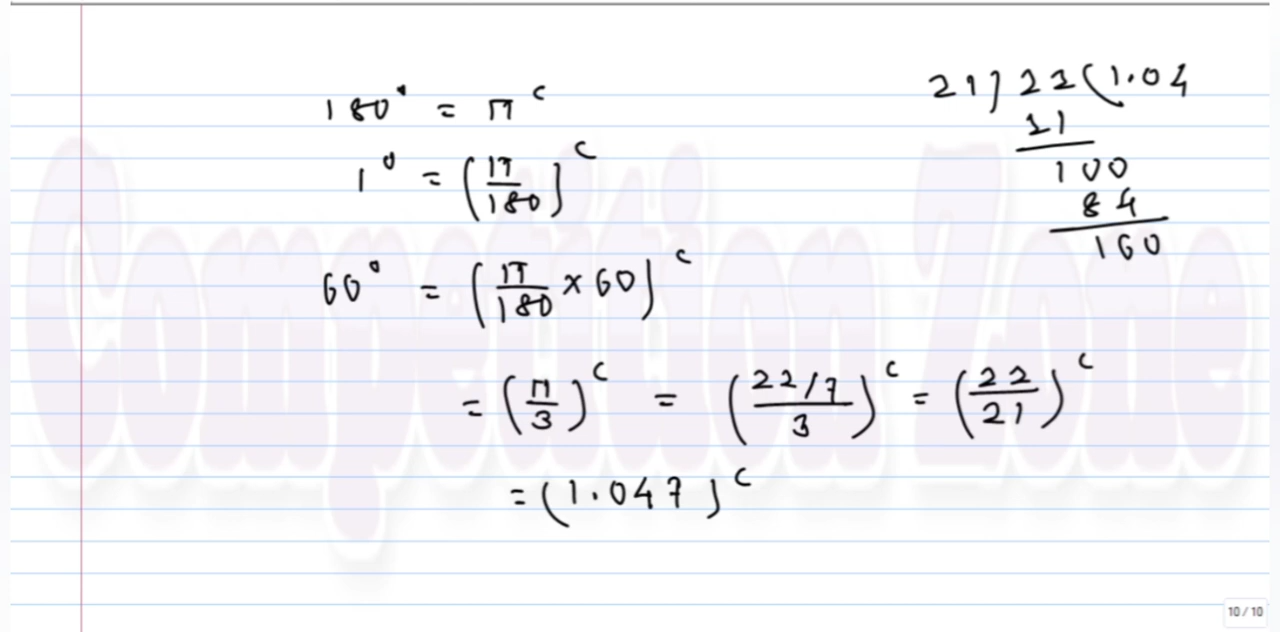 180° = π^c
1° = (π/180)^c
60° = (π/180 × 60)^c
= (π/3)^c = (22/7 / 3)^c = (22/21)^c
= (1.047)^c
21) 22 (1.04
21
100
84
160
Competition Zone
10 / 10